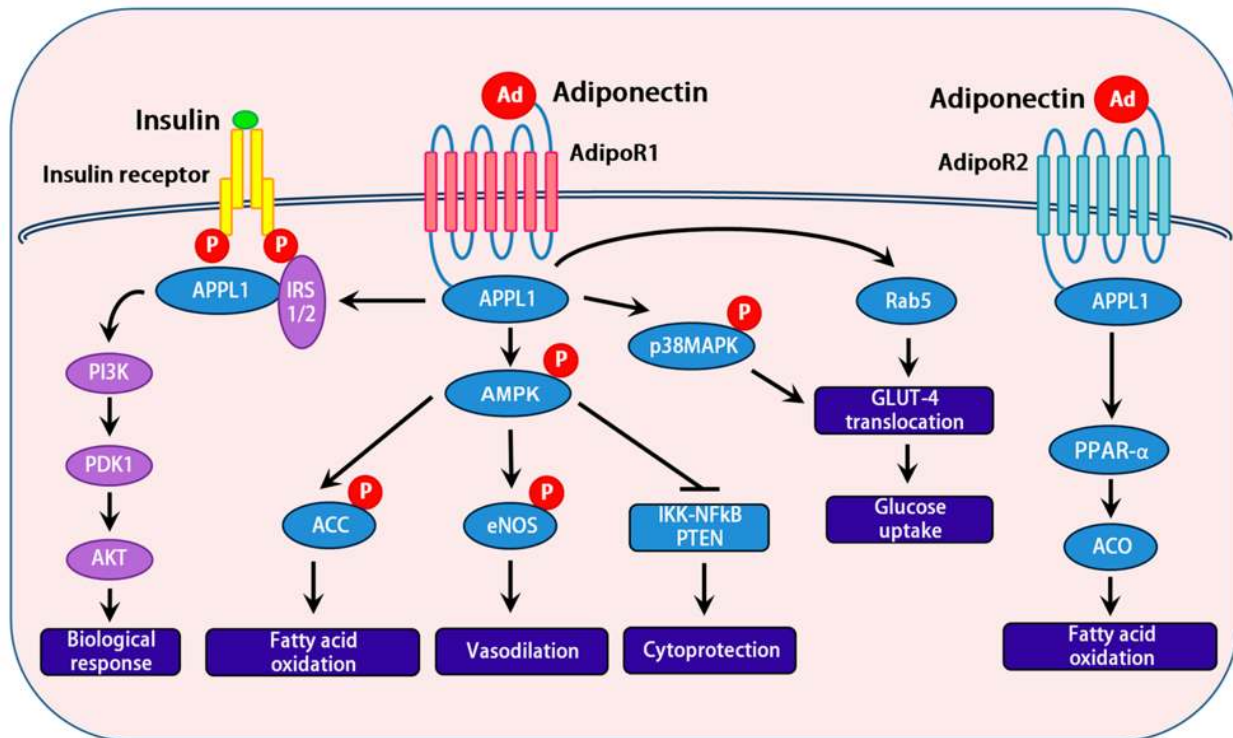 Ad
Adiponectin
Adiponectin
Ad
Insulin
AdipoR1
AdipoR2
Insulin receptor
P
P
APPL1
IRS
1/2
APPL1
Rab5
APPL1
P
p38MAPK
PI3K
P
AMPK
GLUT-4
translocation
PPAR-α
PDK1
P
ACC
P
eNOS
IKK-NFkB
PTEN
Glucose
uptake
ACO
AKT
Biological
response
Fatty acid
oxidation
Vasodilation
Cytoprotection
Fatty acid
oxidation